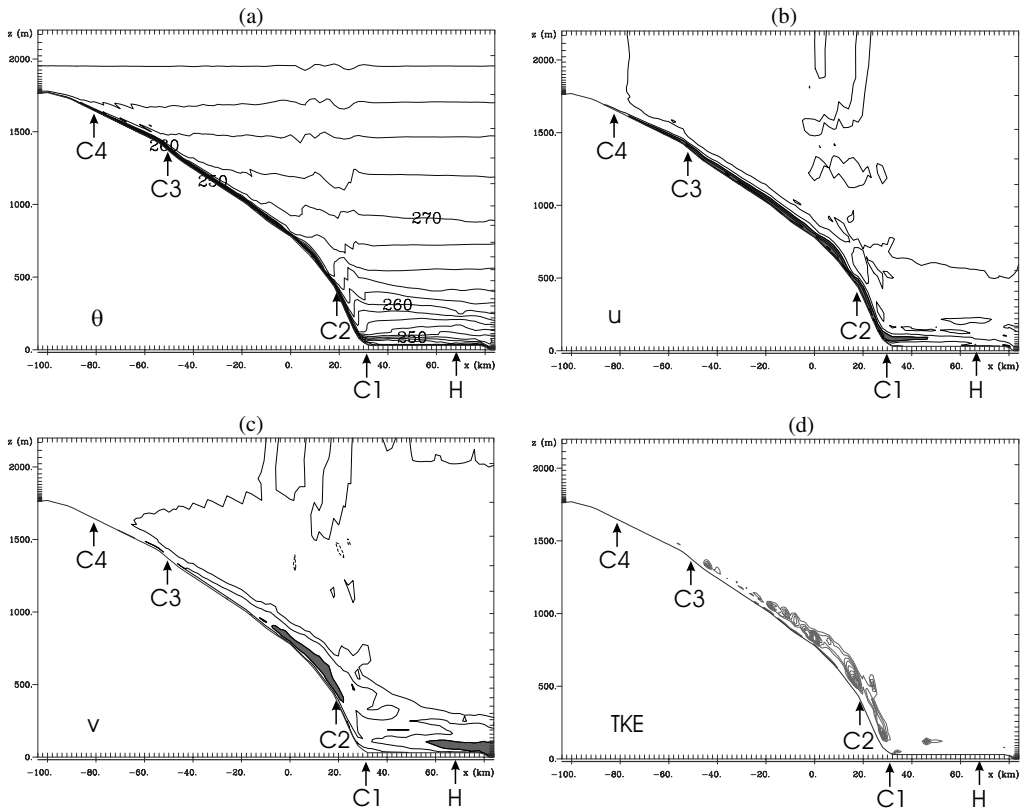 (a)
z (m)
2000.
1500.
1000.
500.
0.
260
250
270
260
250
C4
C3
C2
θ
-100.
-80.
-60.
-40.
-20.
0.
20.
40.
60.
x (km)
C1
H
(b)
z (m)
2000.
1500.
1000.
500.
0.
C4
C3
C2
u
-100.
-80.
-60.
-40.
-20.
0.
20.
40.
60.
x (km)
C1
H
(c)
z (m)
2000.
1500.
1000.
500.
0.
C4
C3
C2
v
-100.
-80.
-60.
-40.
-20.
0.
20.
40.
60.
x (km)
C1
H
(d)
z (m)
2000.
1500.
1000.
500.
0.
C4
C3
C2
TKE
-100.
-80.
-60.
-40.
-20.
0.
20.
40.
60.
x (km)
C1
H